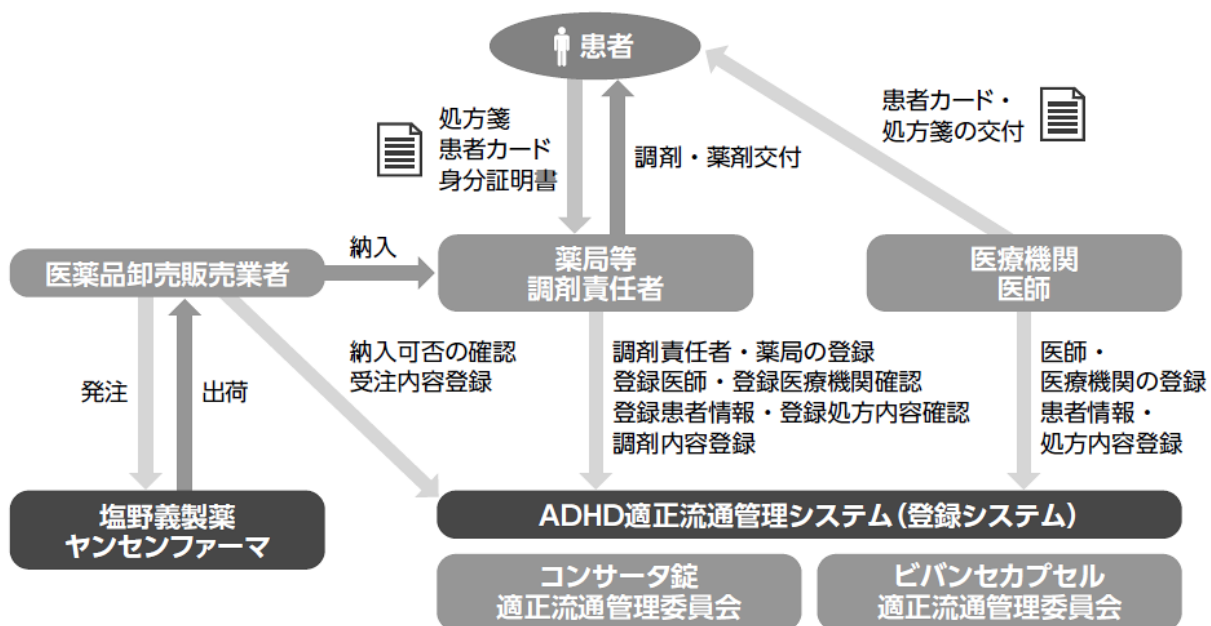 患者
処方箋
患者カード
身分証明書
調剤・薬剤交付
患者カード・
処方箋の交付
医薬品卸売販売業者
納入
薬局等
調剤責任者
医療機関
医師
発注
出荷
納入可否の確認
受注内容登録
調剤責任者・薬局の登録
登録医師・登録医療機関確認
登録患者情報・登録処方内容確認
調剤内容登録
医師・
医療機関の登録
患者情報・
処方内容登録
塩野義製薬
ヤンセンファーマ
ADHD適正流通管理システム(登録システム)
コンサータ錠
適正流通管理委員会
ビバンセカプセル
適正流通管理委員会